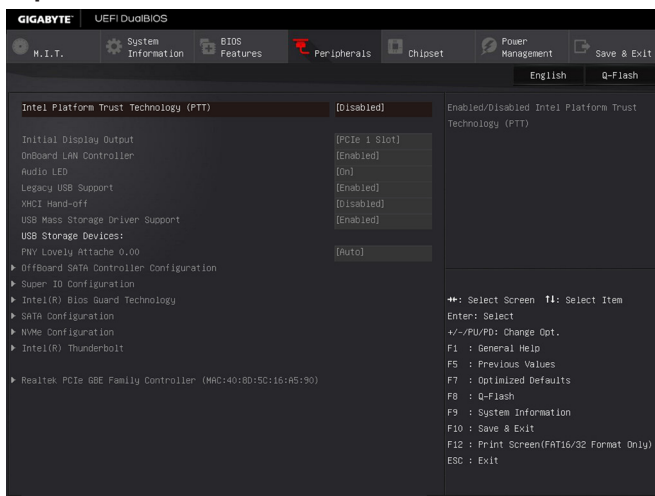 GIGABYTE™ UEFI DualBIOS
M.I.T.
System Information
BIOS Features
Peripherals
Chipset
Power Management
Save & Exit
English Q-Flash
Intel Platform Trust Technology (PTT) [Disabled]
Initial Display Output [PCIe 1 Slot]
OnBoard LAN Controller [Enabled]
Audio LED [On]
Legacy USB Support [Enabled]
XHCI Hand-off [Disabled]
USB Mass Storage Driver Support [Enabled]
USB Storage Devices:
PNY Lovely Attache 0.00 [Auto]
OffBoard SATA Controller Configuration
Super IO Configuration
Intel(R) Bios Guard Technology
SATA Configuration
NVMe Configuration
Intel(R) Thunderbolt
Realtek PCIe GBE Family Controller (MAC:40:8D:5C:16:A5:90)
Enabled/Disabled Intel Platform Trust
Technology (PTT)
→←: Select Screen ↑↓: Select Item
Enter: Select
+/-/PU/PD: Change Opt.
F1 : General Help
F5 : Previous Values
F7 : Optimized Defaults
F8 : Q-Flash
F9 : System Information
F10 : Save & Exit
F12 : Print Screen(FAT16/32 Format Only)
ESC : Exit